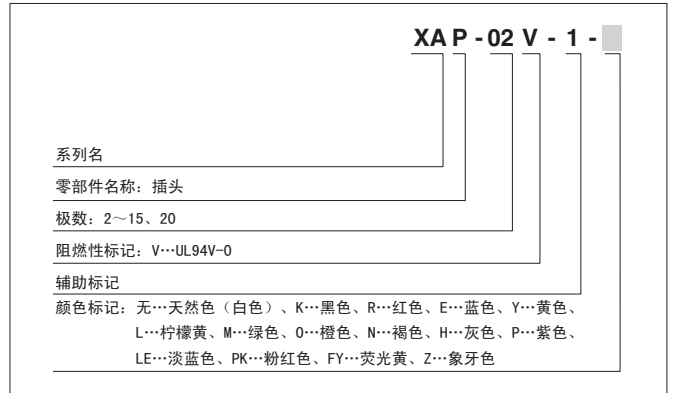 XA P - 02 V - 1 -
系列名
零部件名称：插头
极数：2～15、20
阻燃性标记：V…UL94V-0
辅助标记
颜色标记：无…天然色（白色）、K…黑色、R…红色、E…蓝色、Y…黄色、
L…柠檬黄、M…绿色、O…橙色、N…褐色、H…灰色、P…紫色、
LE…淡蓝色、PK…粉红色、FY…荧光黄、Z…象牙色